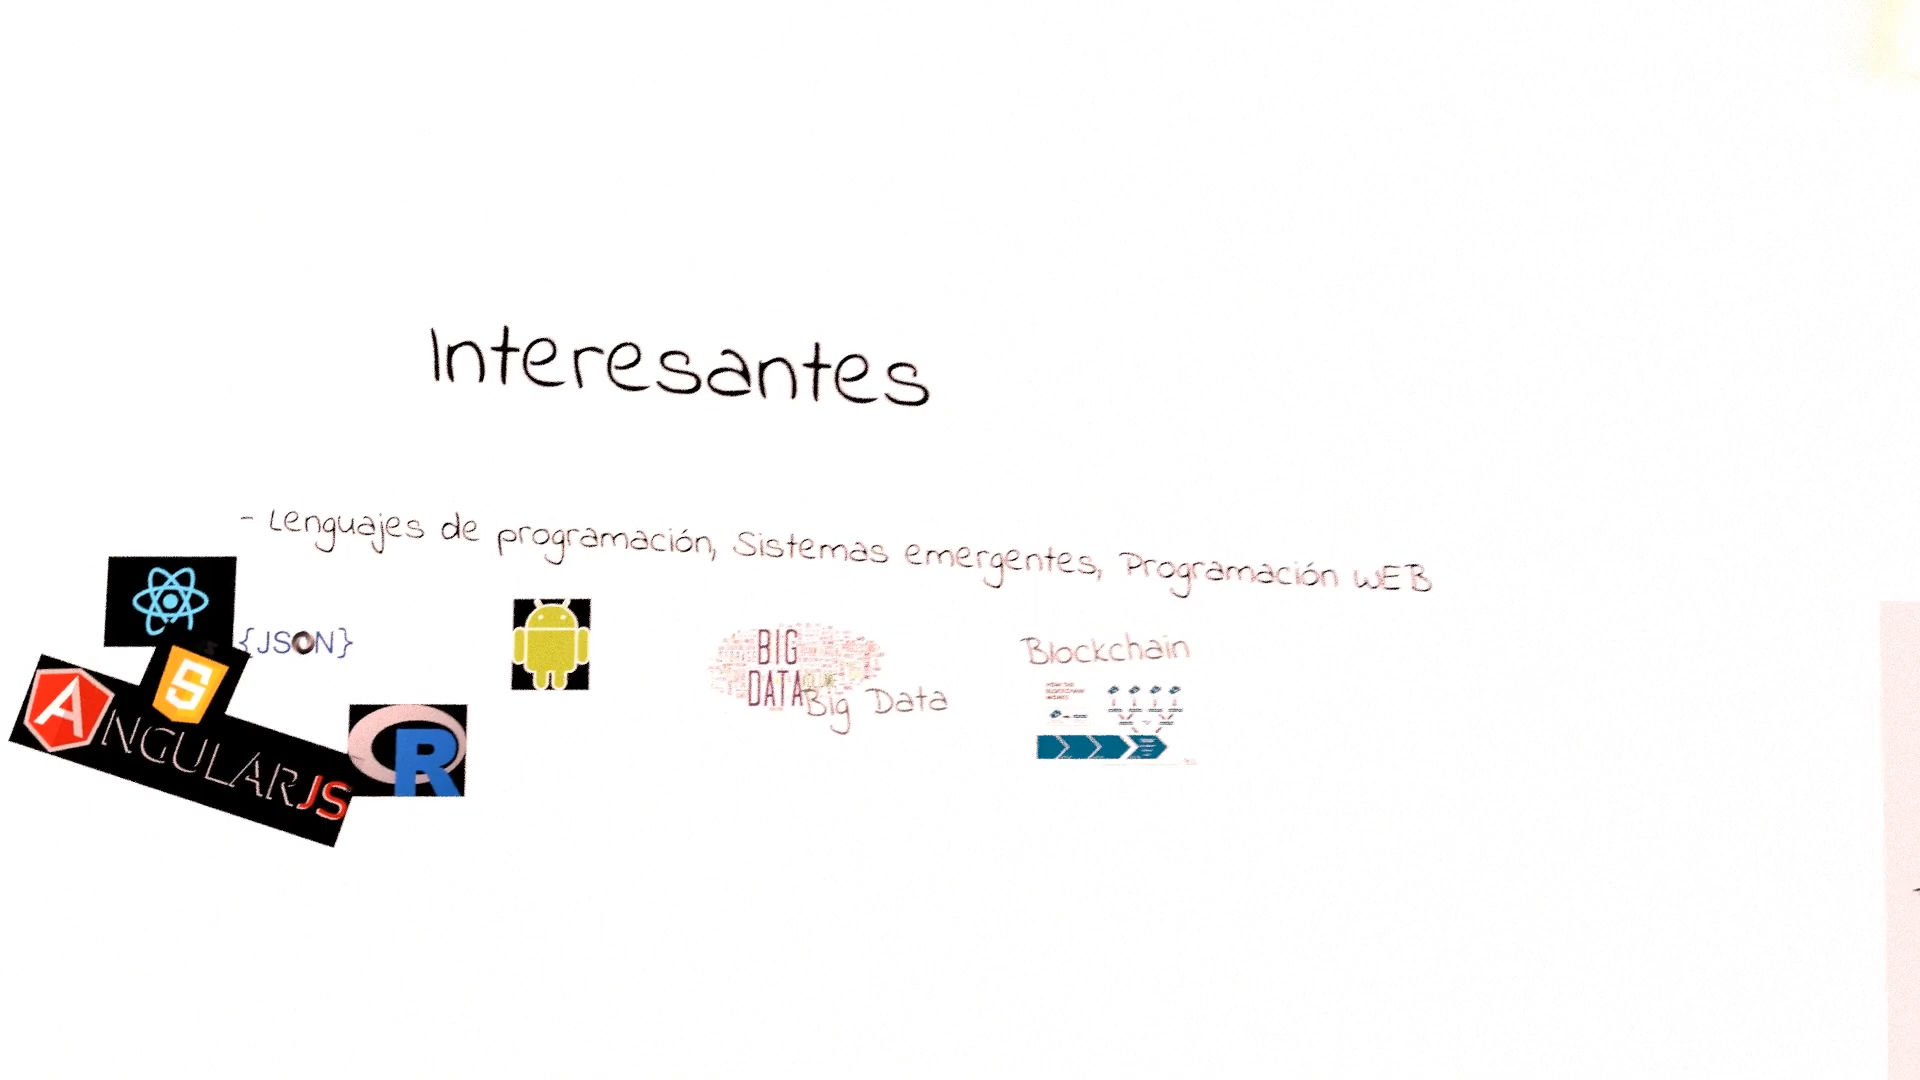 Interesantes
- Lenguajes de programación, Sistemas emergentes, Programación WEB
{JSON}
ANGULARJS
R
BIG
DATA
Big Data
Blockchain